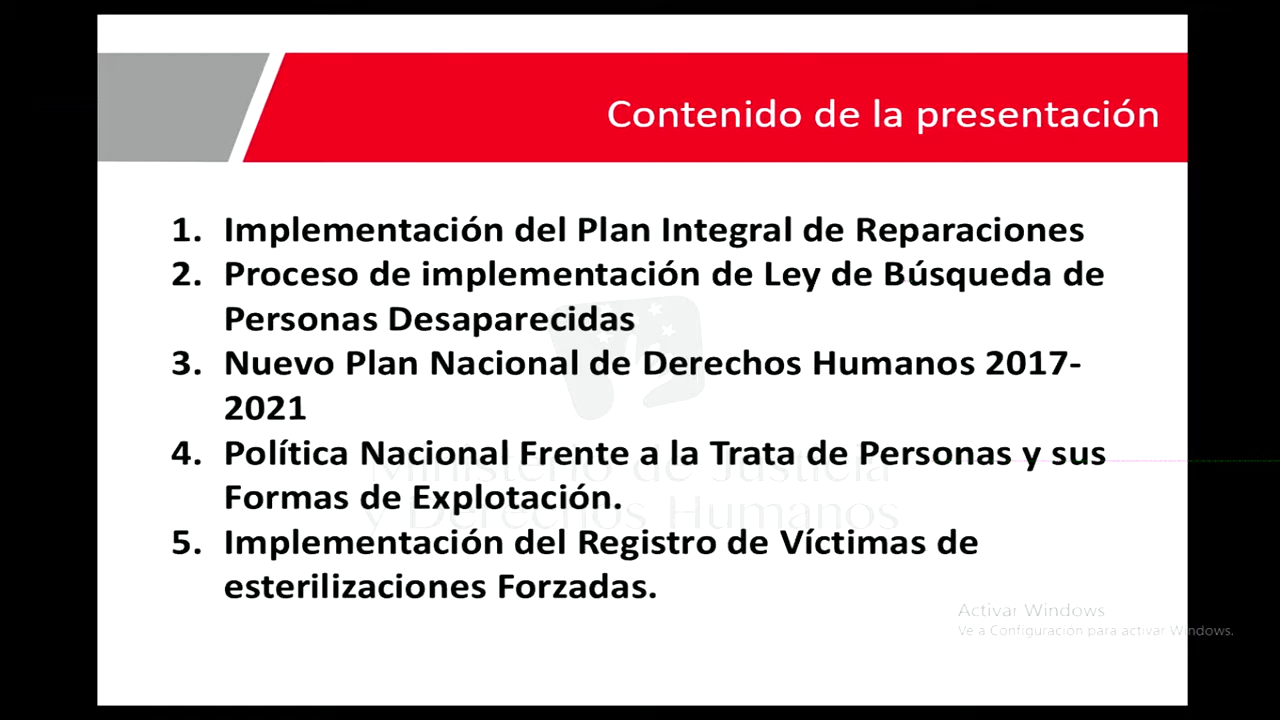 Contenido de la presentación
1. Implementación del Plan Integral de Reparaciones
2. Proceso de implementación de Ley de Búsqueda de
Personas Desaparecidas
3. Nuevo Plan Nacional de Derechos Humanos 2017-
2021
4. Política Nacional Frente a la Trata de Personas y sus
Formas de Explotación.
5. Implementación del Registro de Víctimas de
esterilizaciones Forzadas.
Ministerio de Justicia
y Derechos Humanos
Activar Windows
Ve a Configuración para activar Windows.